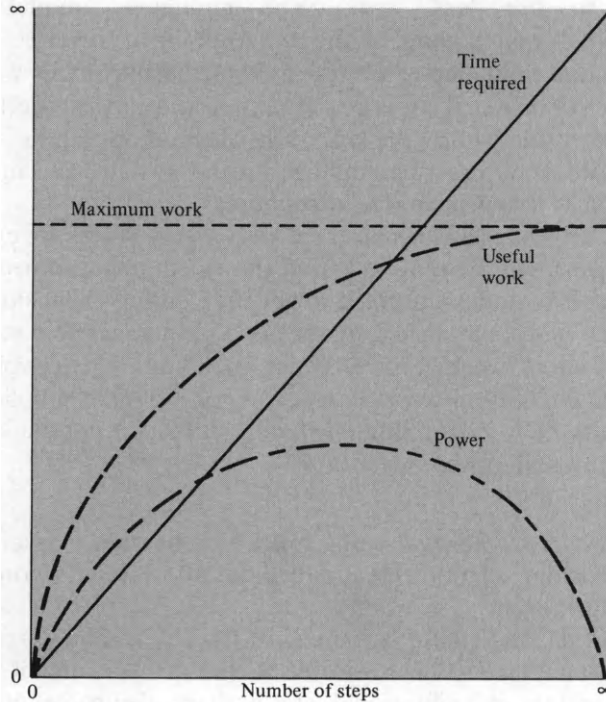 ∞
Time
required
Maximum work
Useful
work
Power
0
0
Number of steps
∞